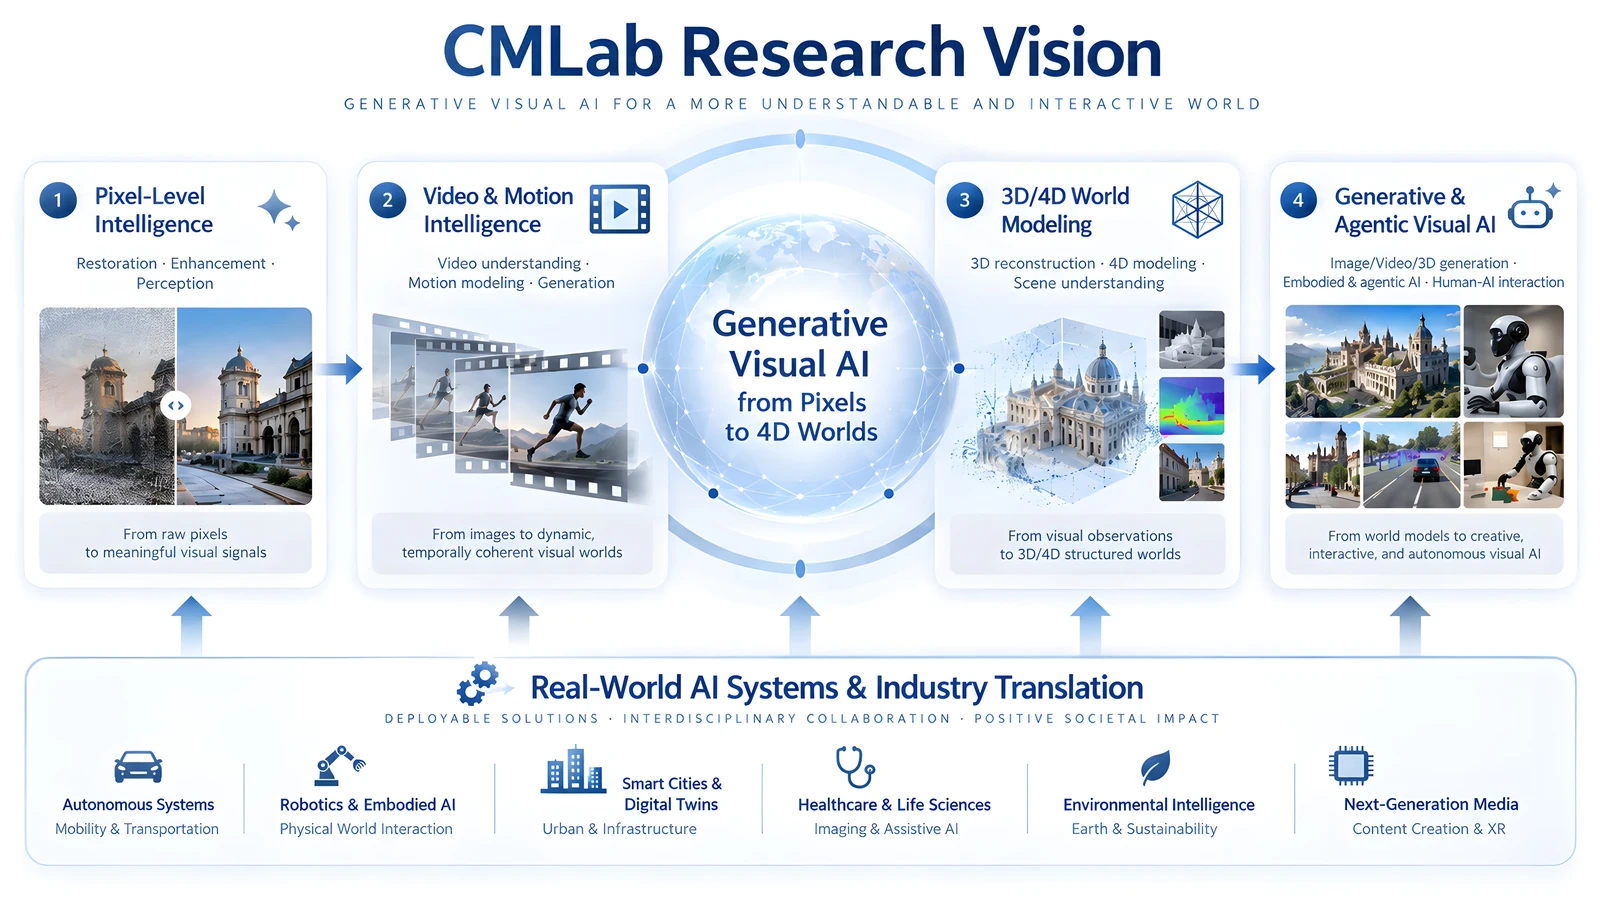 CMLab Research Vision
GENERATIVE VISUAL AI FOR A MORE UNDERSTANDABLE AND INTERACTIVE WORLD
1
Pixel-Level
Intelligence
Restoration · Enhancement ·
Perception
From raw pixels
to meaningful visual signals
2
Video & Motion
Intelligence
Video understanding ·
Motion modeling · Generation
From images to dynamic,
temporally coherent visual worlds
Generative
Visual AI
from Pixels
to 4D Worlds
3
3D/4D World
Modeling
3D reconstruction · 4D modeling ·
Scene understanding
From visual observations
to 3D/4D structured worlds
4
Generative &
Agentic Visual AI
Image/Video/3D generation ·
Embodied & agentic AI · Human-AI interaction
From world models to creative,
interactive, and autonomous visual AI
Real-World AI Systems & Industry Translation
DEPLOYABLE SOLUTIONS · INTERDISCIPLINARY COLLABORATION · POSITIVE SOCIETAL IMPACT
Autonomous Systems
Mobility & Transportation
Robotics & Embodied AI
Physical World Interaction
Smart Cities &
Digital Twins
Urban & Infrastructure
Healthcare & Life Sciences
Imaging & Assistive AI
Environmental Intelligence
Earth & Sustainability
Next-Generation Media
Content Creation & XR